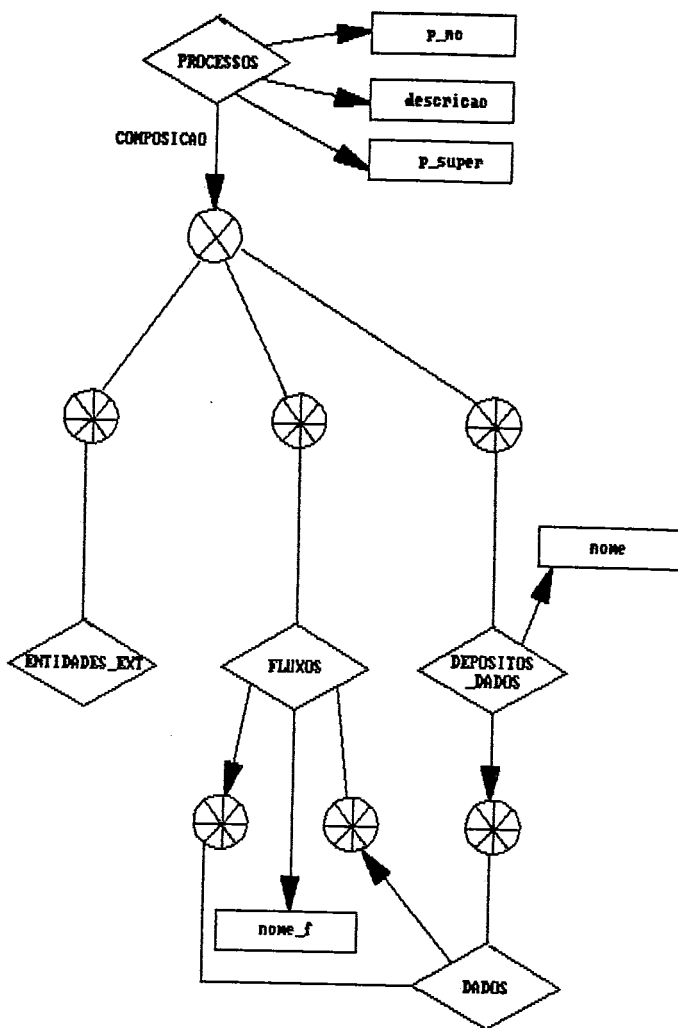 p_no
PROCESSOS
descricao
COMPOSICAO
p_super
nome
ENTIDADES_EXT
FLUXOS
DEPOSITOS
_DADOS
nome_f
DADOS